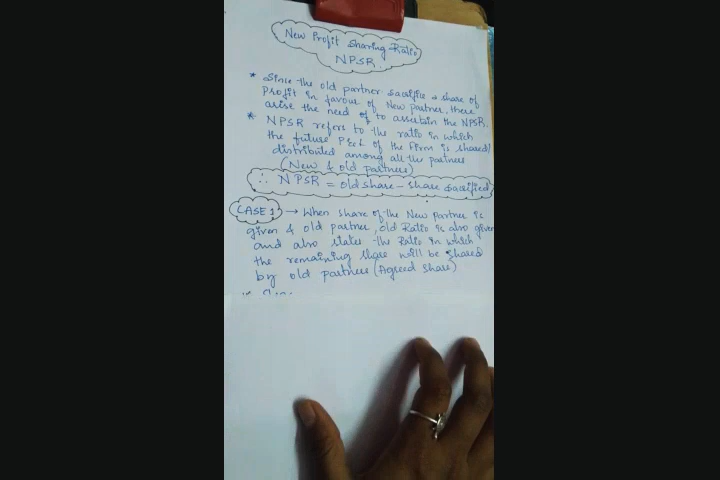 New Profit Sharing Ratio
NPSR.
* Since the old partner sacrifice a share of
Profit in favour of New partner, there
arise the need of to assertain the NPSR.
* NPSR refers to the ratio in which
the future P&L of the Firm is shared/
distributed among all the partners
(New & old partners)
∴ NPSR = old share - share sacrificed
CASE 1 → When share of the New partner is
given & old partner, old Ratio is also given
and also states the Ratio in which
the remaining share will be shared
by old partners (Agreed share)